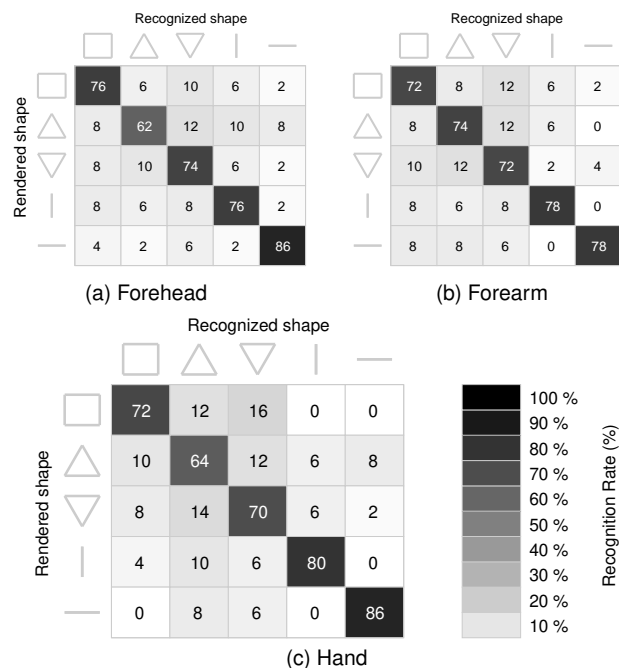 Recognized shape
Rendered shape
76 6 10 6 2
8 62 12 10 8
8 10 74 6 2
8 6 8 76 2
4 2 6 2 86
(a) Forehead
Recognized shape
72 8 12 6 2
8 74 12 6 0
10 12 72 2 4
8 6 8 78 0
8 8 6 0 78
(b) Forearm
Recognized shape
Rendered shape
72 12 16 0 0
10 64 12 6 8
8 14 70 6 2
4 10 6 80 0
0 8 6 0 86
(c) Hand
100 %
90 %
80 %
70 %
60 %
50 %
40 %
30 %
20 %
10 %
Recognition Rate (%)